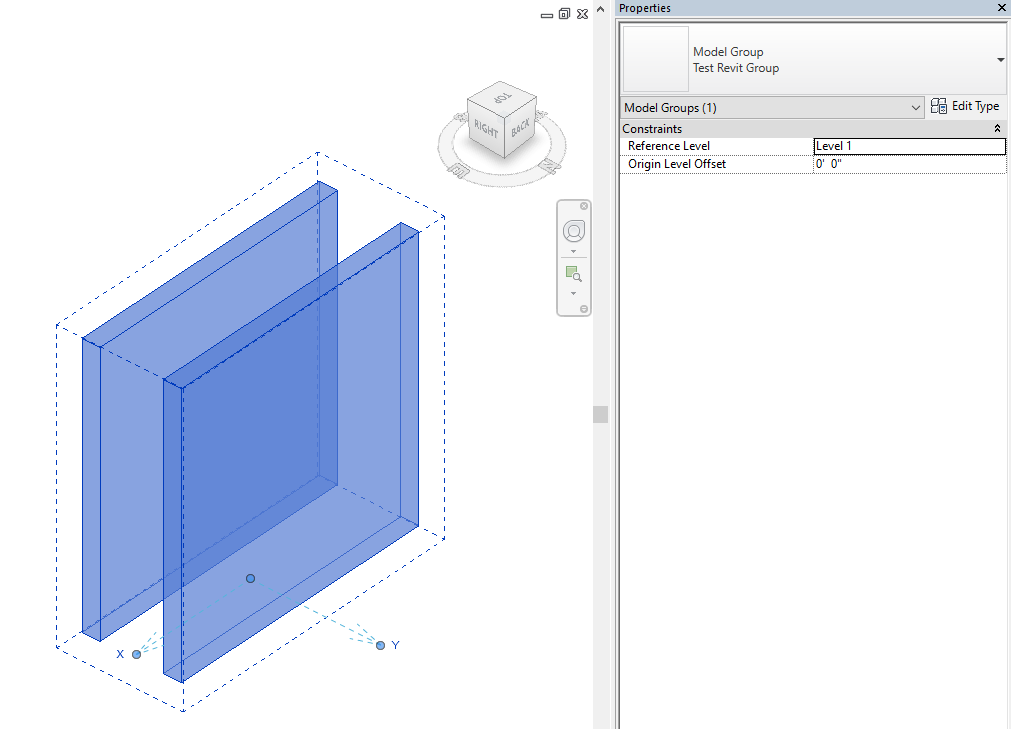 Properties
Model Group
Test Revit Group
Model Groups (1)
Edit Type
Constraints
Reference Level
Level 1
Origin Level Offset
0' 0"
TOP
RIGHT
BACK
X
Y